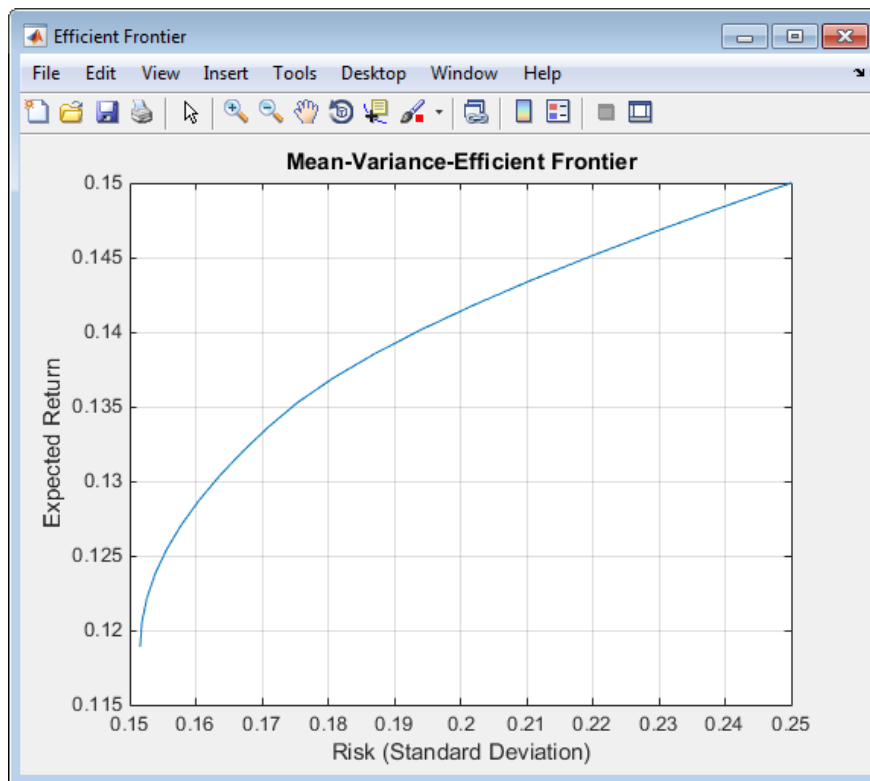 Efficient Frontier
File Edit View Insert Tools Desktop Window Help
Mean-Variance-Efficient Frontier
0.15
0.145
0.14
0.135
0.13
0.125
0.12
0.115
Expected Return
0.15 0.16 0.17 0.18 0.19 0.2 0.21 0.22 0.23 0.24 0.25
Risk (Standard Deviation)